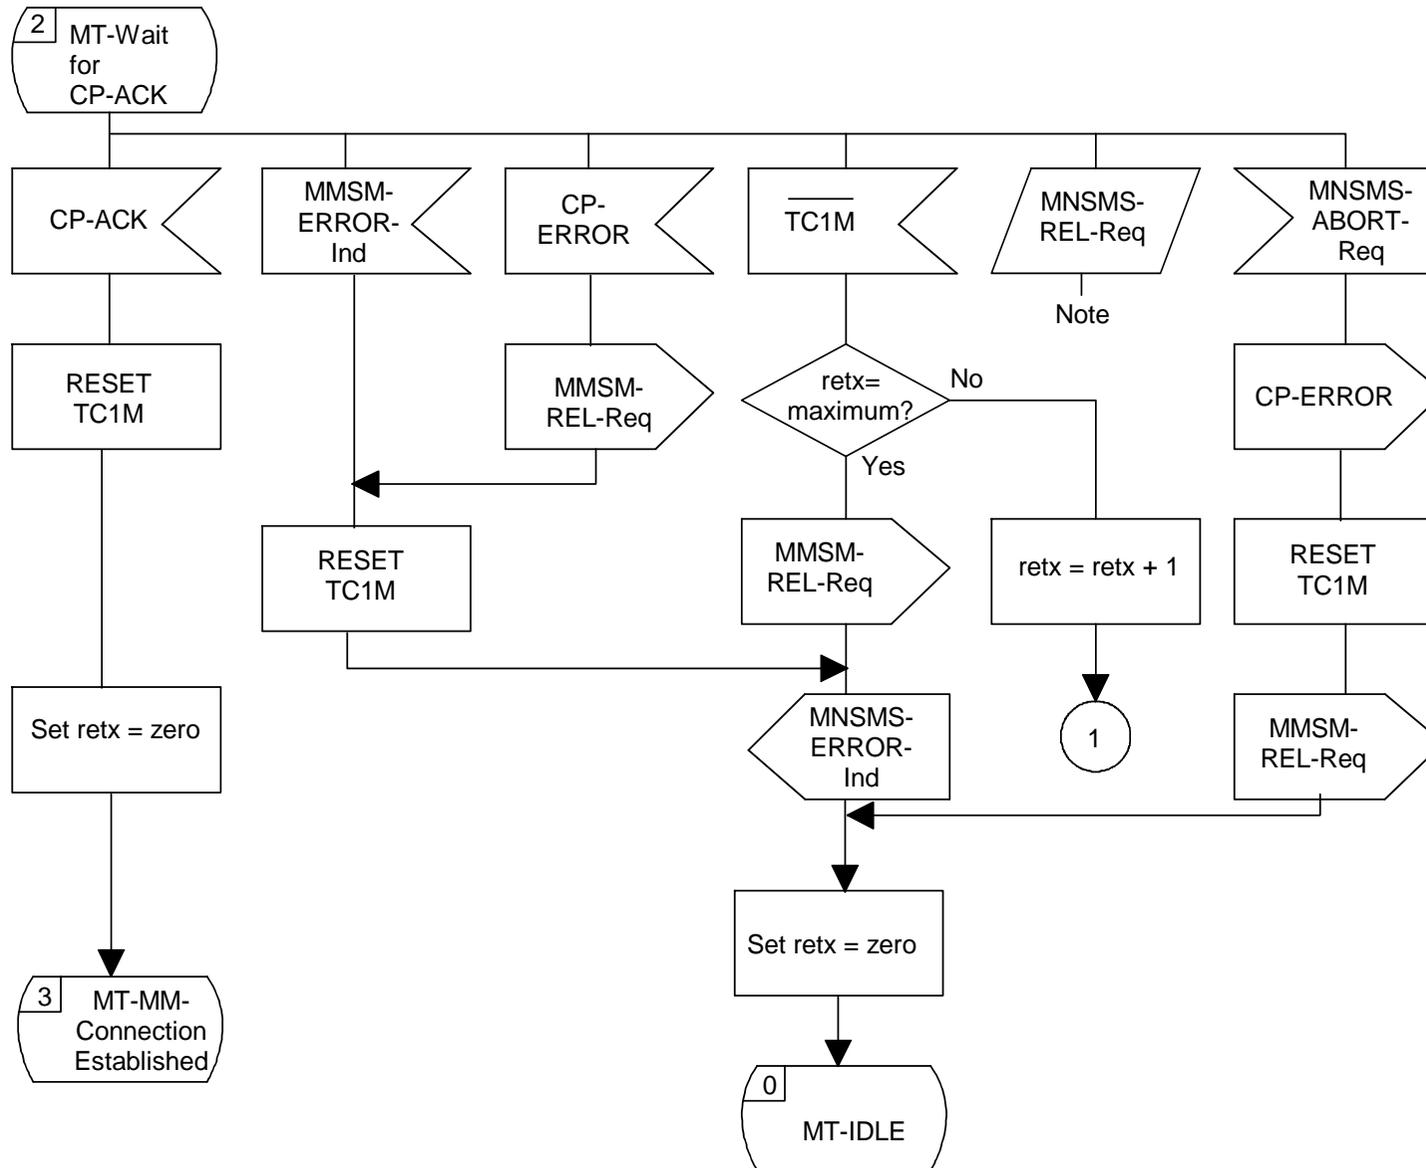 2
MT-Wait
for
CP-ACK
CP-ACK
MMSM-
ERROR-
Ind
CP-
ERROR
TC1M
MNSMS-
REL-Req
MNSMS-
ABORT-
Req
Note
RESET
TC1M
MMSM-
REL-Req
retx=
maximum?
No
Yes
CP-ERROR
RESET
TC1M
MMSM-
REL-Req
retx = retx + 1
RESET
TC1M
Set retx = zero
MNSMS-
ERROR-
Ind
1
MMSM-
REL-Req
Set retx = zero
3
MT-MM-
Connection
Established
0
MT-IDLE